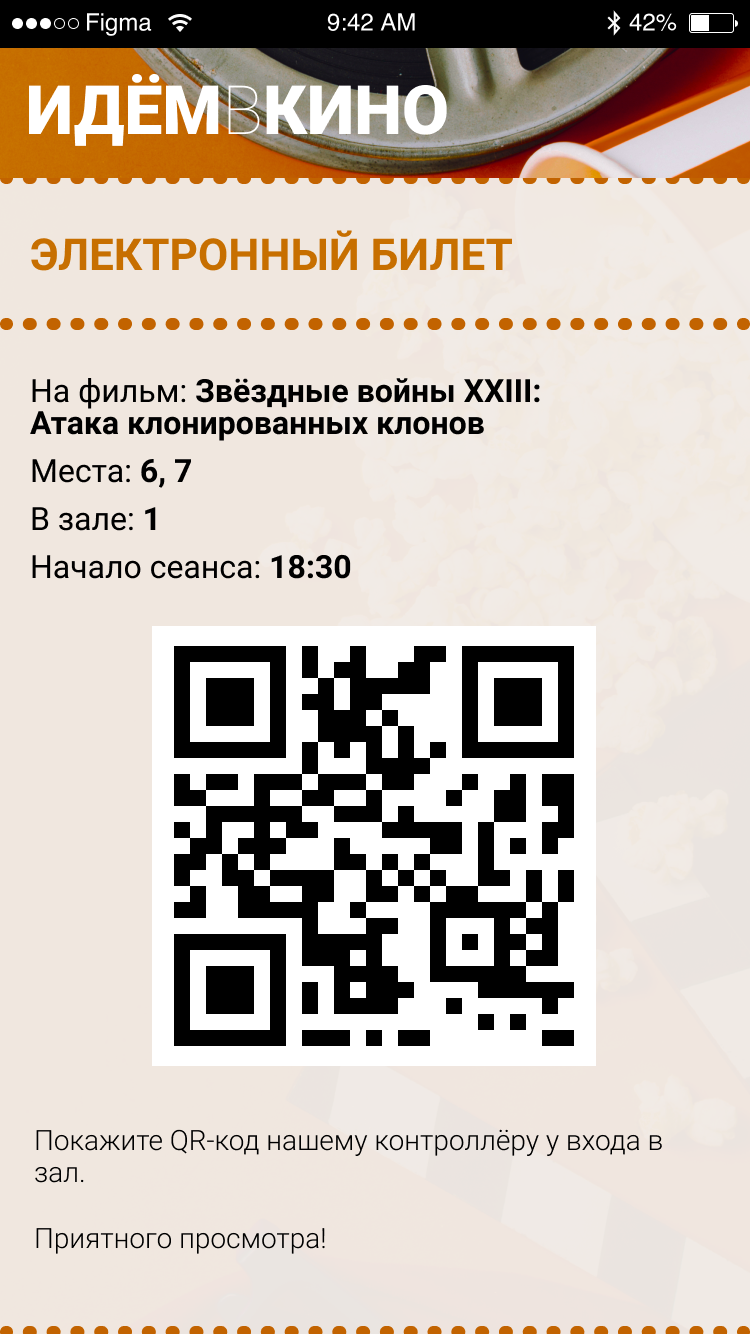 Figma 9:42 AM 42%
ИДЁМВКИНО
ЭЛЕКТРОННЫЙ БИЛЕТ
На фильм: Звёздные войны XXIII:
Атака клонированных клонов
Места: 6, 7
В зале: 1
Начало сеанса: 18:30
Покажите QR-код нашему контроллёру у входа в
зал.
Приятного просмотра!